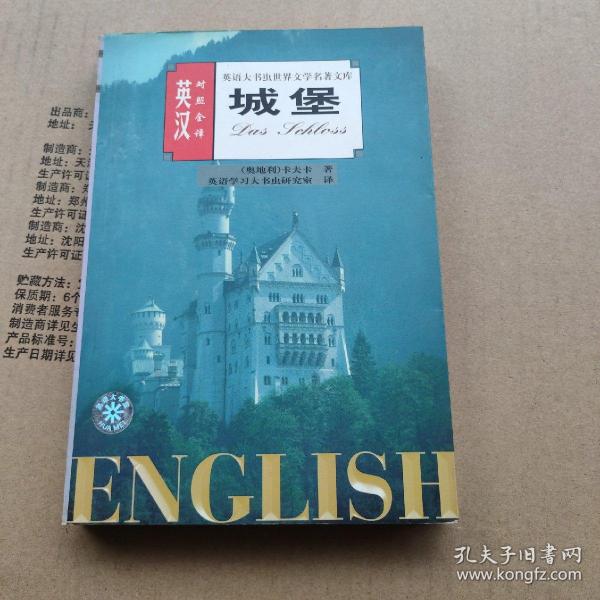 英语大书虫世界文学名著文库
英汉
对照全译
城堡
Das Schloss
(奥地利)卡夫卡 著
英语学习大书虫研究室 译
HUA MEI
ENGLISH
出品商:
地址:
制造商:
地址:天
生产许可证
制造商:
地址:郑州
生产许可证
制造商:沈
地址:沈阳
生产许可证
贮藏方法:
保质期:6个
消费者服务专
制造商详见生
产品标准号:
生产日期详见
孔夫子旧书网
www.kongfz.com